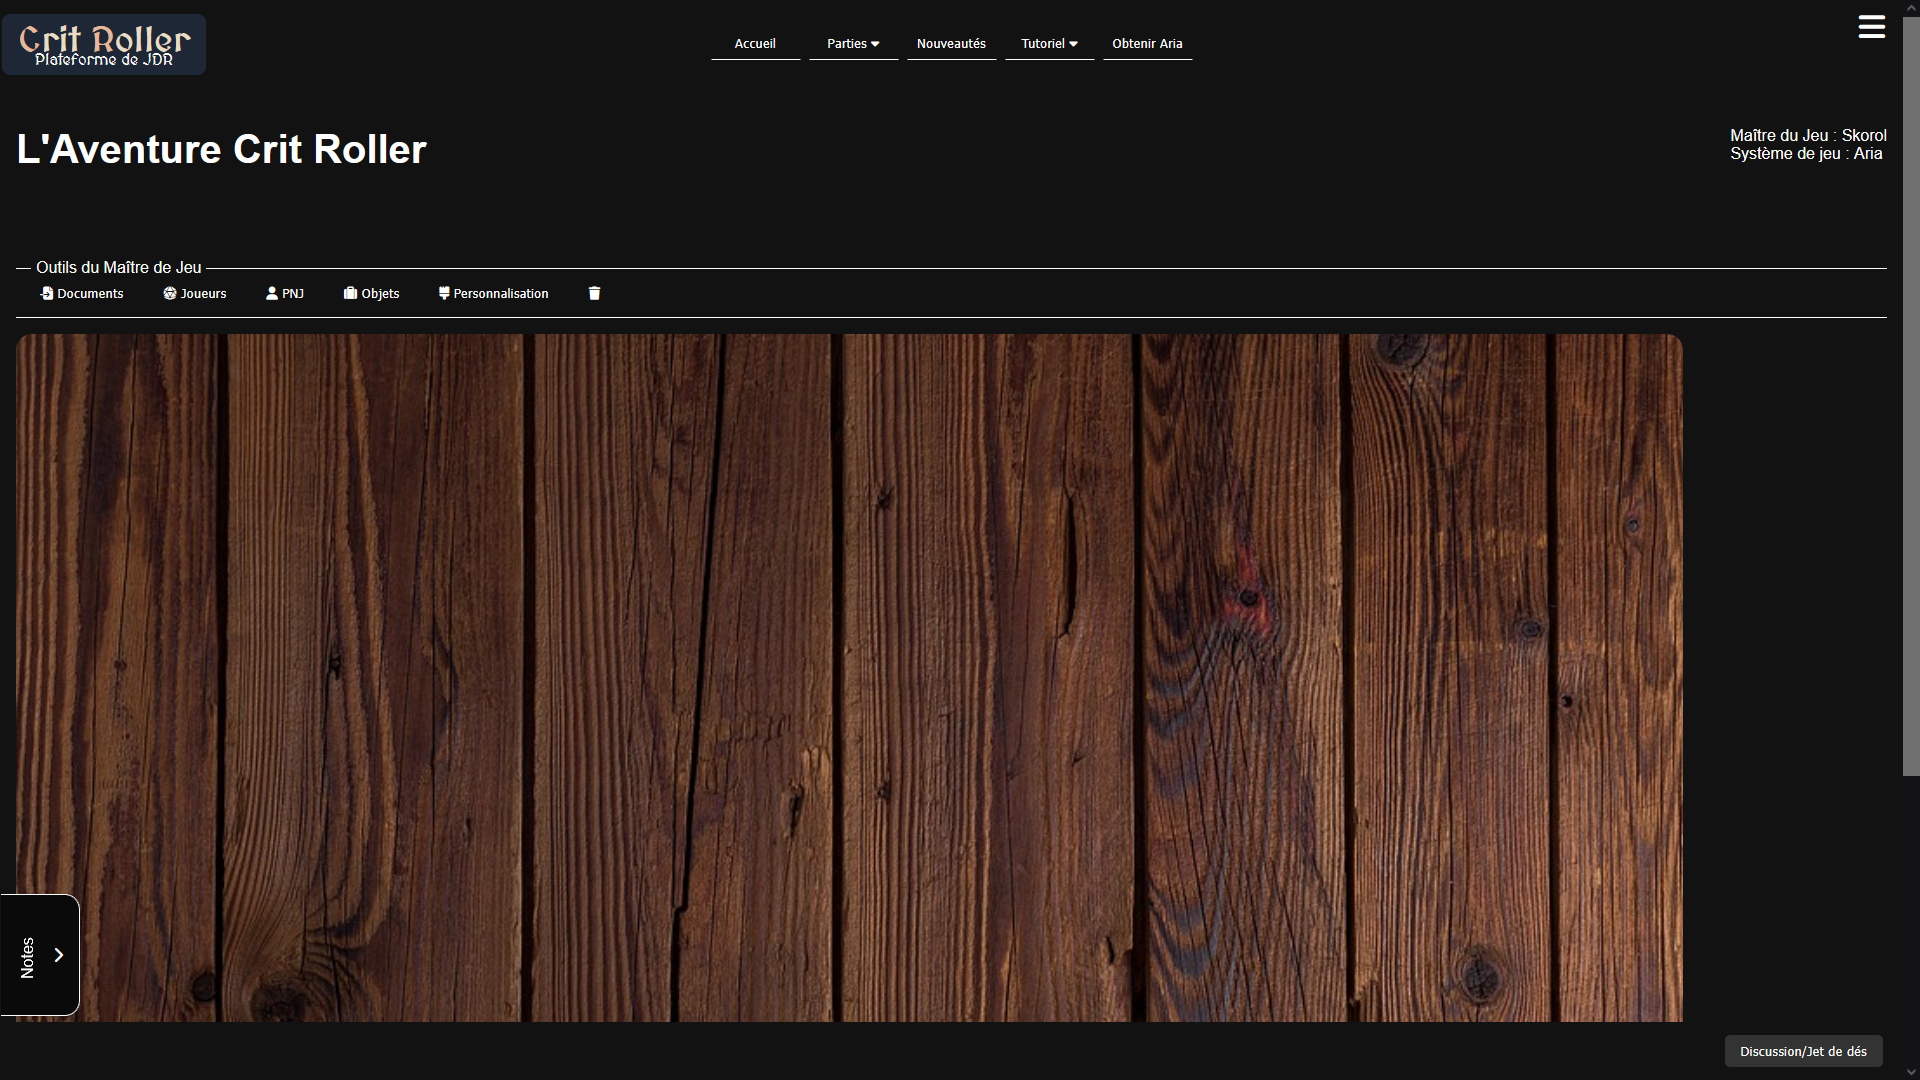 Crit Roller
Plateforme de JDR
Accueil
Parties
Nouveautés
Tutoriel
Obtenir Aria
L'Aventure Crit Roller
Maître du Jeu : Skorol
Système de jeu : Aria
Outils du Maître de Jeu
Documents
Joueurs
PNJ
Objets
Personnalisation
Notes
Discussion/Jet de dés